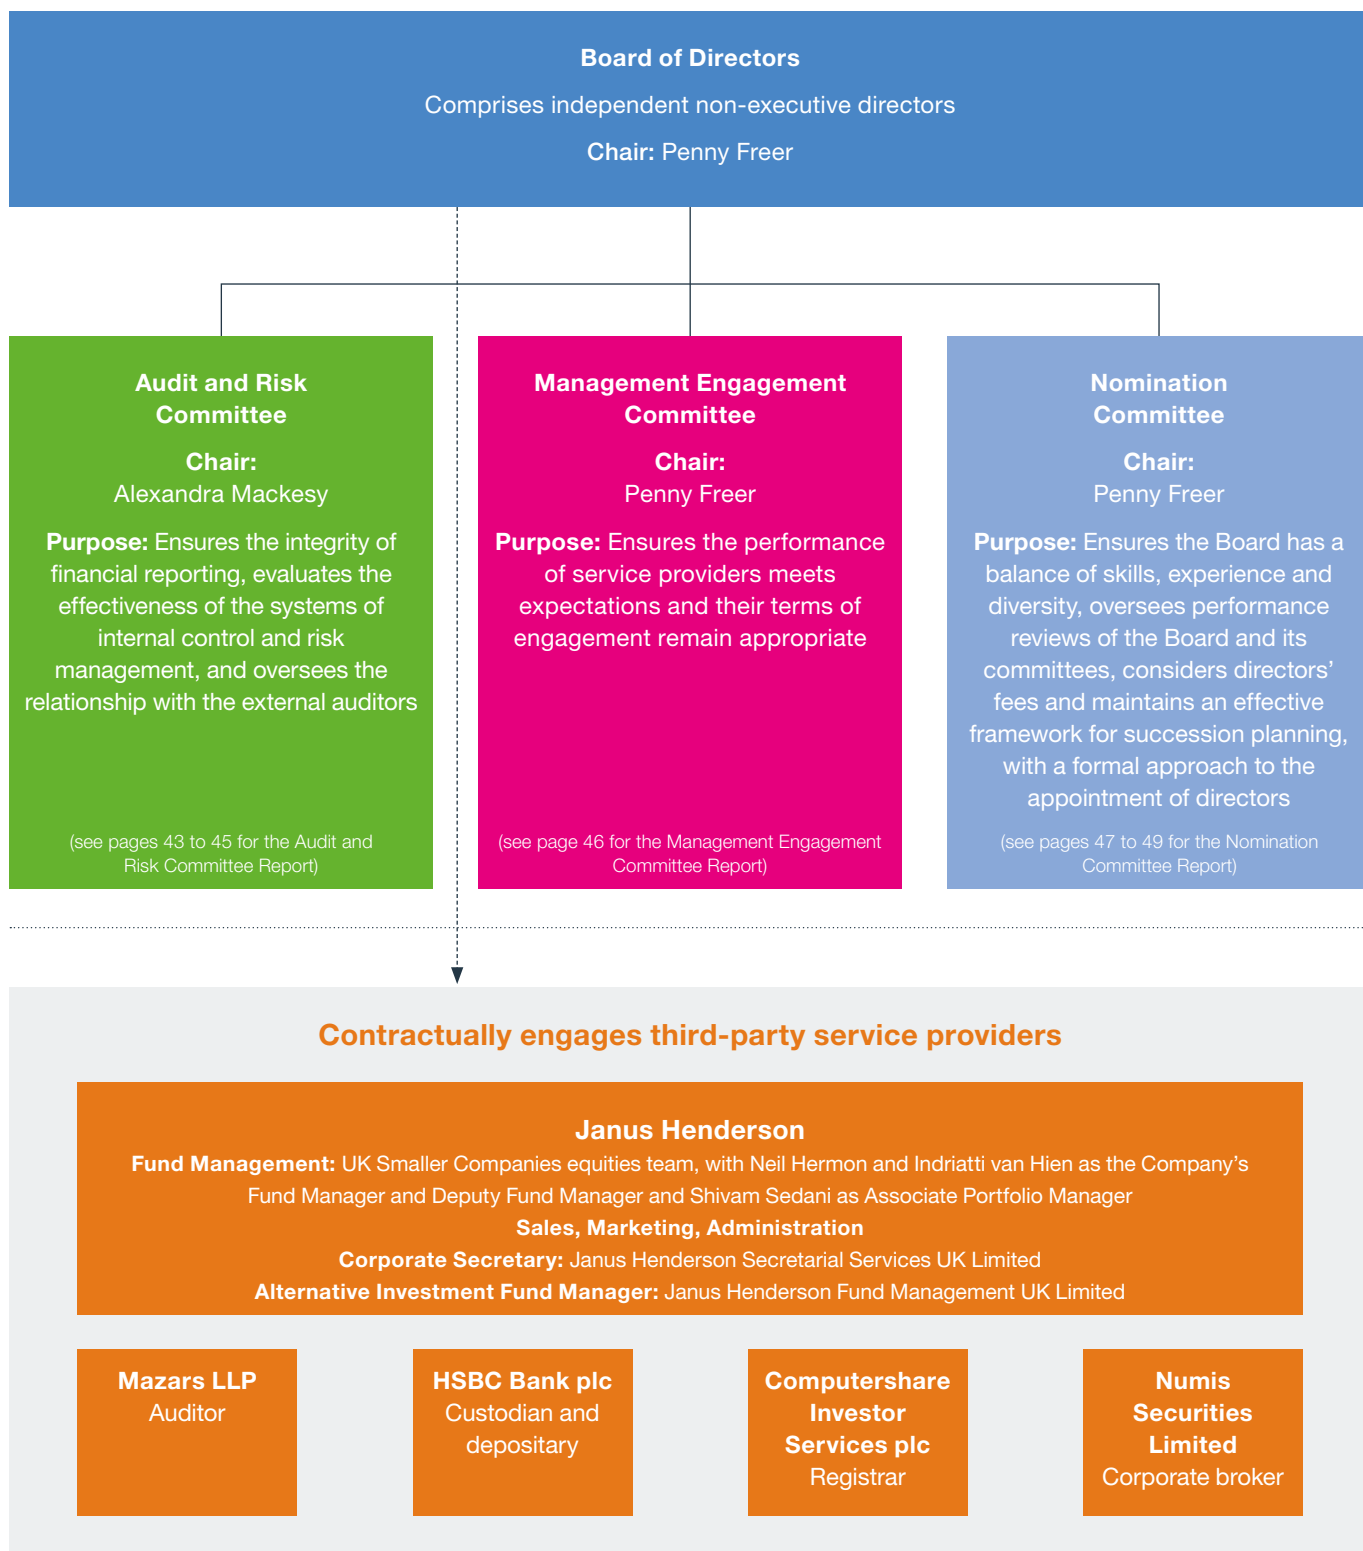 Board of Directors
Comprises independent non-executive directors
Chair: Penny Freer
Audit and Risk
Committee
Chair:
Alexandra Mackesy
Purpose: Ensures the integrity of
financial reporting, evaluates the
effectiveness of the systems of
internal control and risk
management, and oversees the
relationship with the external auditors
(see pages 43 to 45 for the Audit and
Risk Committee Report)
Management Engagement
Committee
Chair:
Penny Freer
Purpose: Ensures the performance
of service providers meets
expectations and their terms of
engagement remain appropriate
(see page 46 for the Management Engagement
Committee Report)
Nomination
Committee
Chair:
Penny Freer
Purpose: Ensures the Board has a
balance of skills, experience and
diversity, oversees performance
reviews of the Board and its
committees, considers directors’
fees and maintains an effective
framework for succession planning,
with a formal approach to the
appointment of directors
(see pages 47 to 49 for the Nomination
Committee Report)
Contractually engages third-party service providers
Janus Henderson
Fund Management: UK Smaller Companies equities team, with Neil Hermon and Indriatti van Hien as the Company’s
Fund Manager and Deputy Fund Manager and Shivam Sedani as Associate Portfolio Manager
Sales, Marketing, Administration
Corporate Secretary: Janus Henderson Secretarial Services UK Limited
Alternative Investment Fund Manager: Janus Henderson Fund Management UK Limited
Mazars LLP
Auditor
HSBC Bank plc
Custodian and
depositary
Computershare
Investor
Services plc
Registrar
Numis
Securities
Limited
Corporate broker